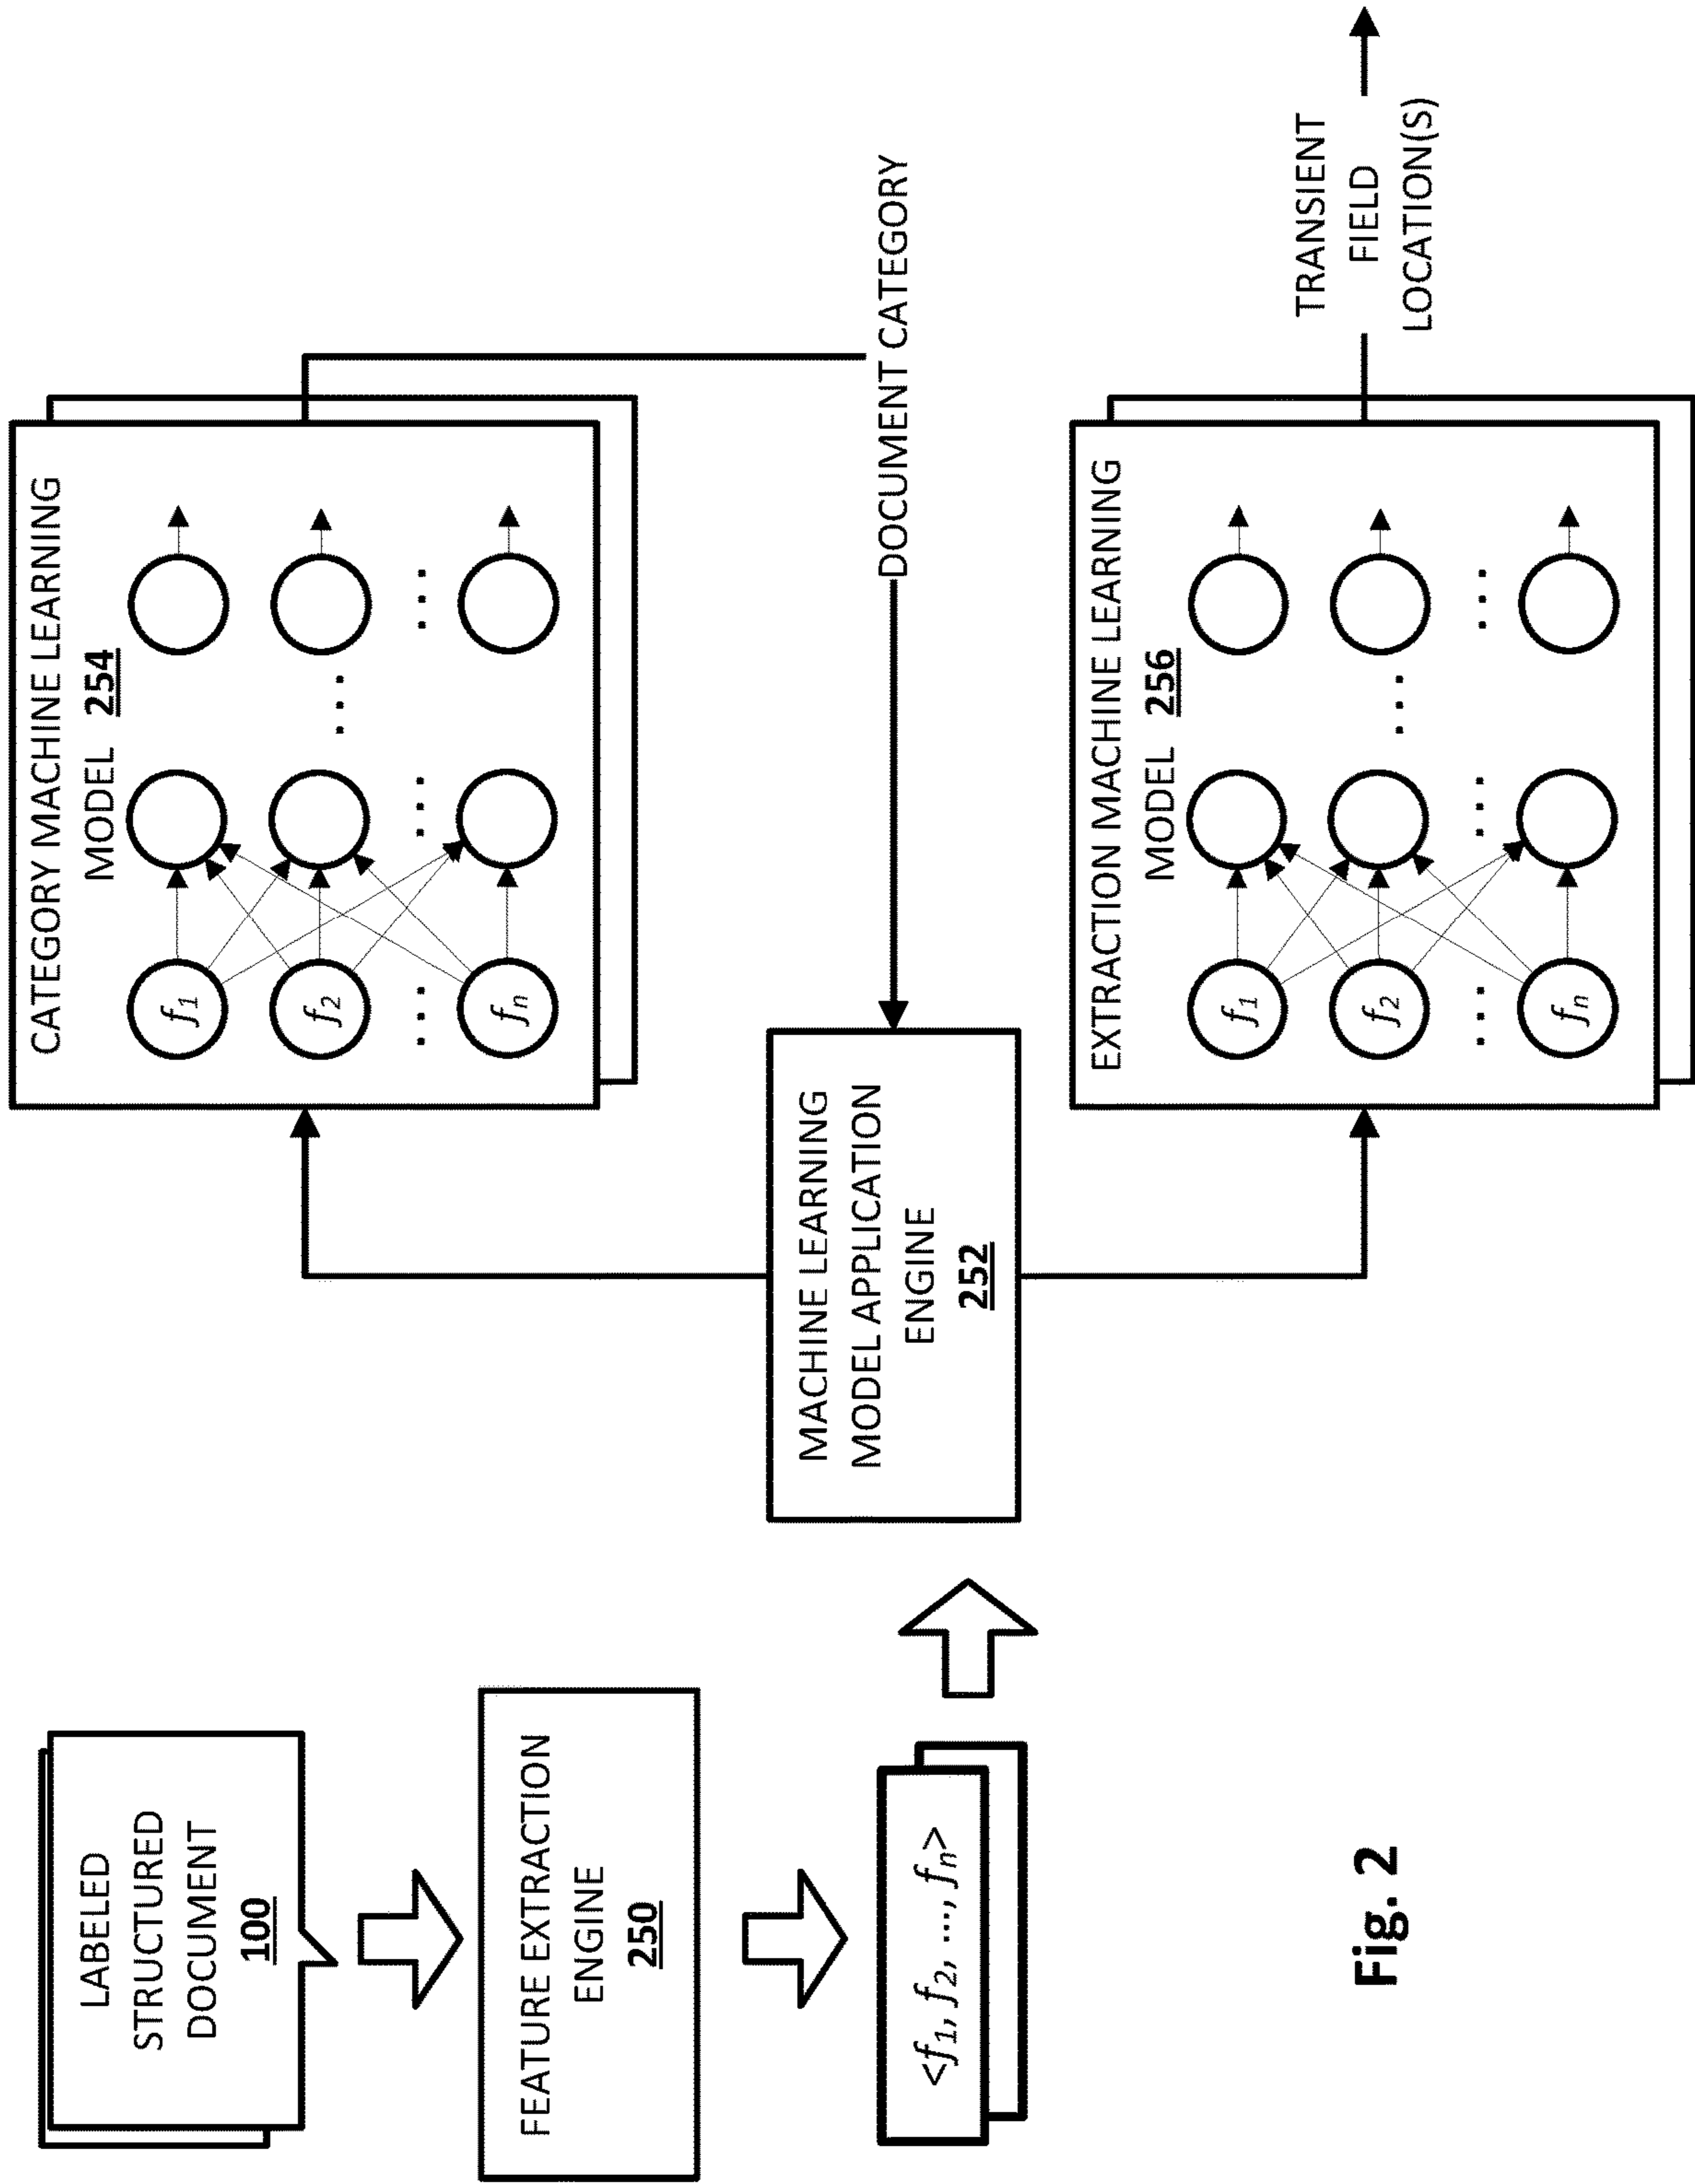 LABELED
STRUCTURED
DOCUMENT
100
FEATURE EXTRACTION
ENGINE
250
<f1, f2, ..., fn>
MACHINE LEARNING
MODEL APPLICATION
ENGINE
252
CATEGORY MACHINE LEARNING
MODEL 254
f1
f2
....
fn
...
...
...
DOCUMENT CATEGORY
EXTRACTION MACHINE LEARNING
MODEL 256
f1
f2
....
fn
...
...
...
TRANSIENT
FIELD
LOCATION(S)
Fig. 2